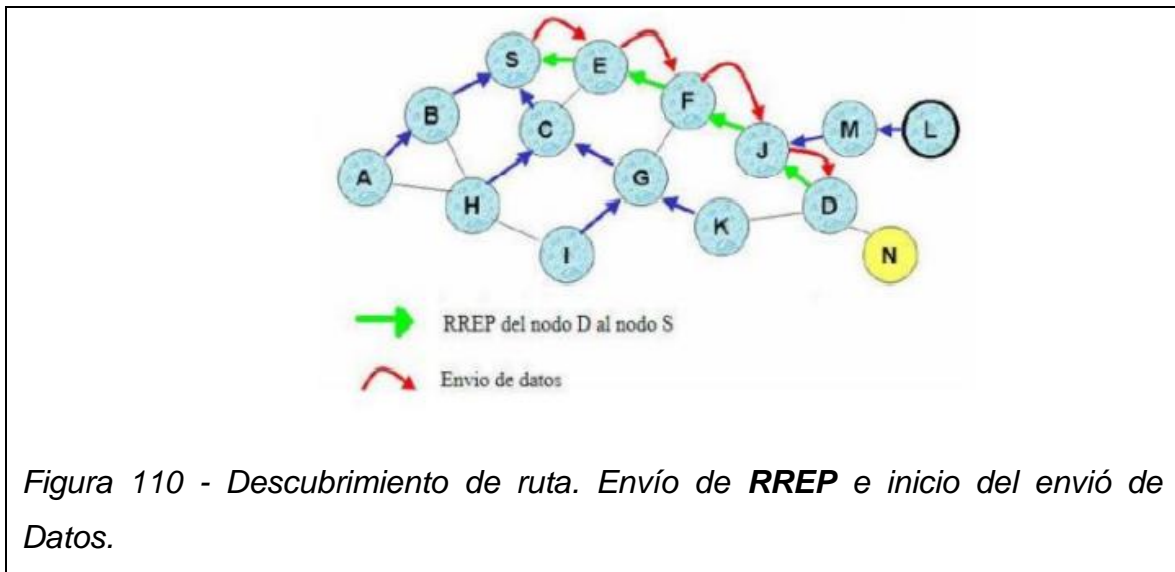 S
E
F
B
C
J
M
L
A
H
G
K
D
I
N
RREP del nodo D al nodo S
Envio de datos
Figura 110 - Descubrimiento de ruta. Envío de RREP e inicio del envió de
Datos.